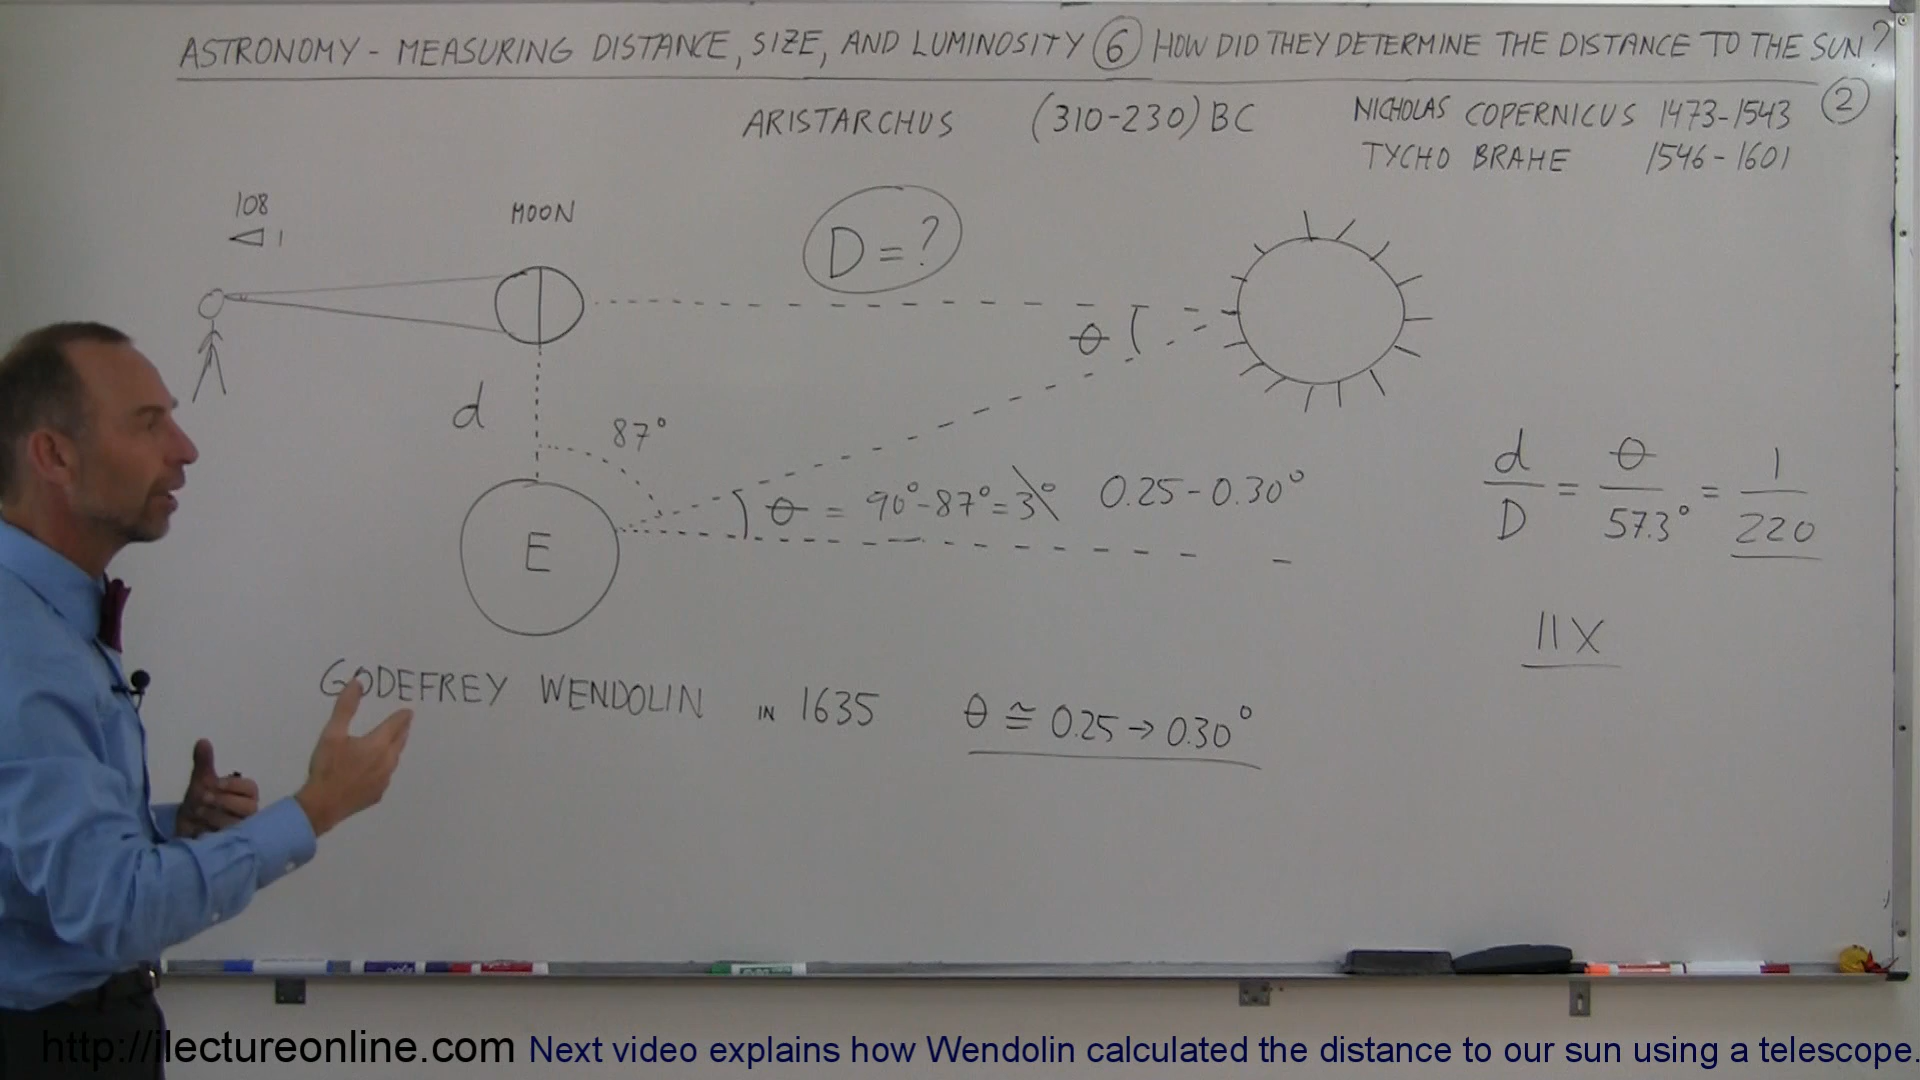 ASTRONOMY - MEASURING DISTANCE, SIZE, AND LUMINOSITY ⑥ HOW DID THEY DETERMINE THE DISTANCE TO THE SUN?
ARISTARCHUS (310-230) BC
NICHOLAS COPERNICUS 1473-1543 ②
TYCHO BRAHE 1546-1601
108
1
MOON
D = ?
θ
d
87°
θ = 90°-87°=3° 0.25-0.30°
E
d/D = θ/57.3° = 1/220
11X
GODEFREY WENDOLIN IN 1635 θ ≅ 0.25 → 0.30°
http://ilectureonline.com Next video explains how Wendolin calculated the distance to our sun using a telescope.